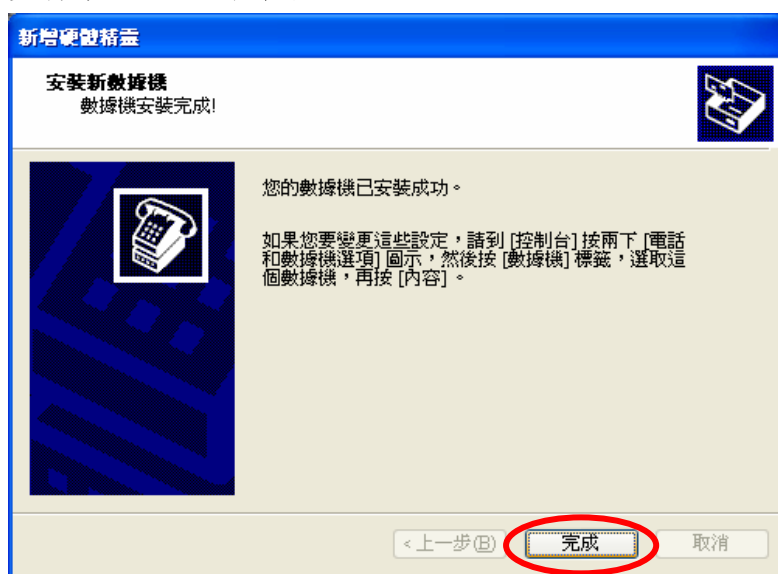 新增硬體精靈
安裝新數據機
數據機安裝完成!
您的數據機已安裝成功。
如果您要變更這些設定，請到 [控制台] 按兩下 [電話
和數據機選項] 圖示，然後按 [數據機] 標籤，選取這
個數據機，再按 [內容]。
< 上一步(B)
完成
取消